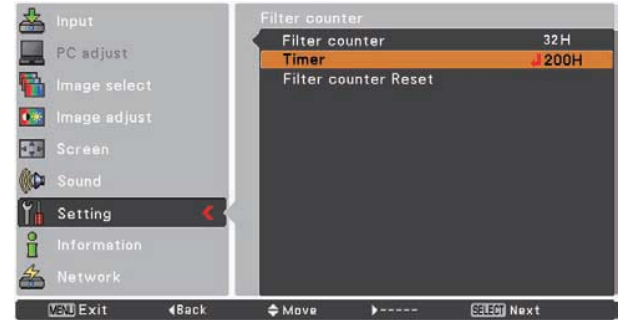 Input
PC adjust
Image select
Image adjust
Screen
Sound
Setting
Information
Network
Filter counter
Filter counter 32H
Timer 200H
Filter counter Reset
MENU Exit Back Move ----- SELECT Next